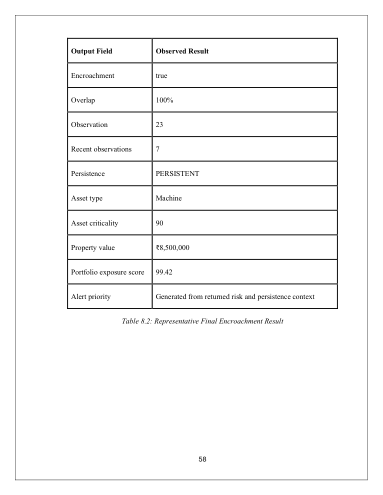 Output Field Observed Result
Encroachment true
Overlap 100%
Observation 23
Recent observations 7
Persistence PERSISTENT
Asset type Machine
Asset criticality 90
Property value ₹8,500,000
Portfolio exposure score 99.42
Alert priority Generated from returned risk and persistence context
Table 8.2: Representative Final Encroachment Result
58